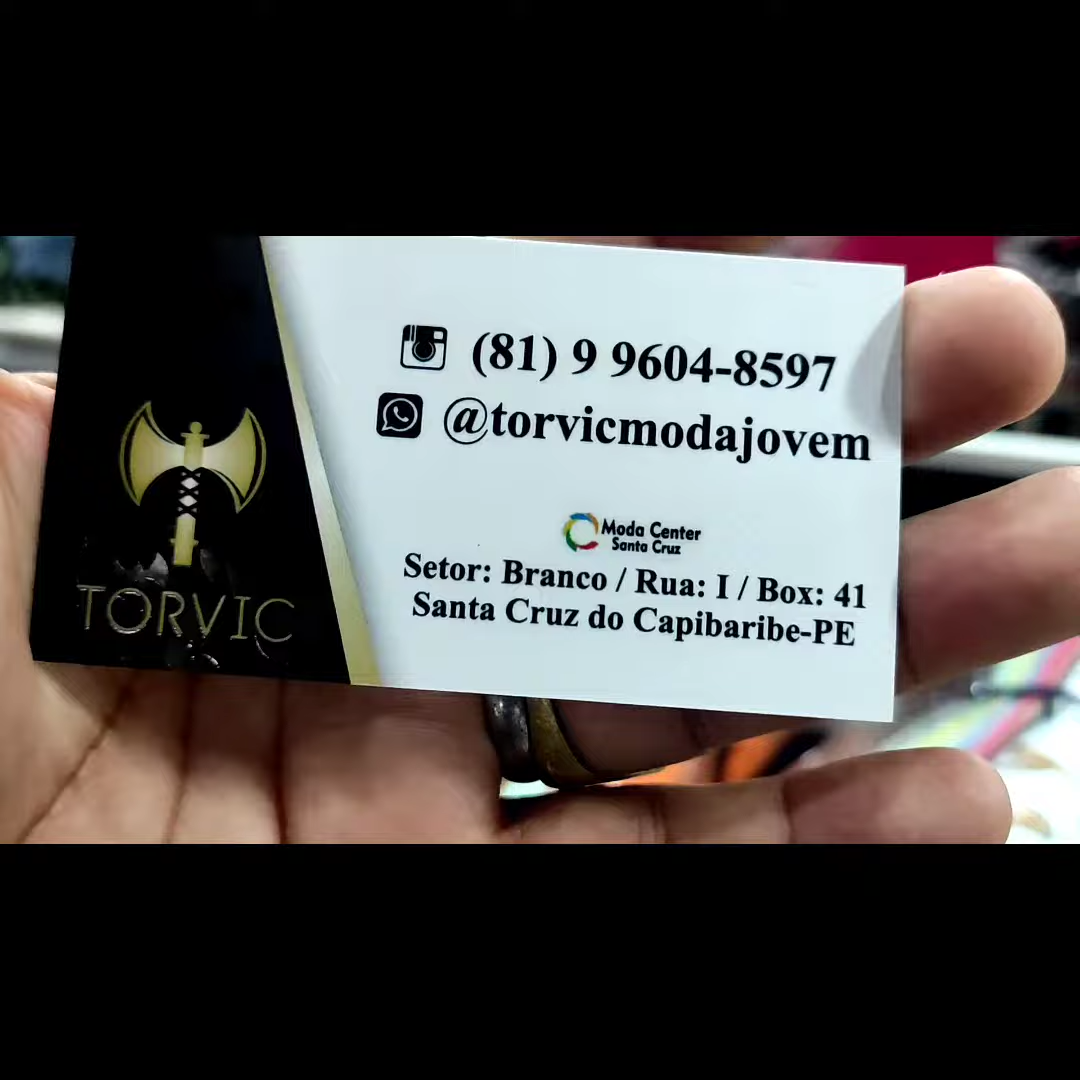 (81) 9 9604-8597
@torvicmodajovem
Moda Center
Santa Cruz
Setor: Branco / Rua: I / Box: 41
Santa Cruz do Capibaribe-PE
TORVIC